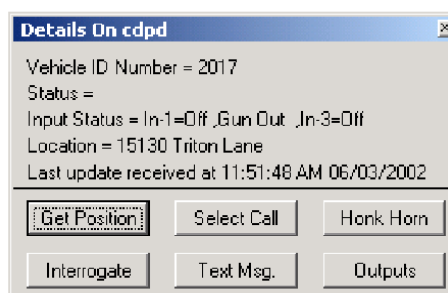 Details On cdpd
Vehicle ID Number = 2017
Status =
Input Status = In-1=Off ,Gun Out ,In-3=Off
Location = 15130 Triton Lane
Last update received at 11:51:48 AM 06/03/2002
Get Position Select Call Honk Horn
Interrogate Text Msg. Outputs